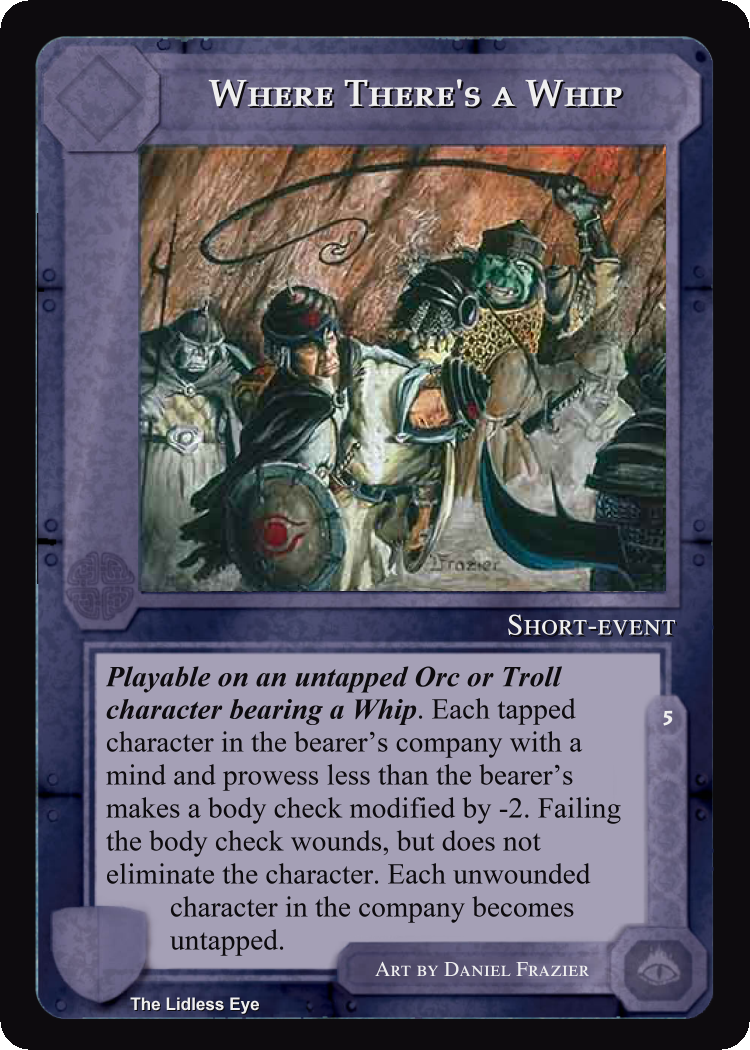 Where There's a Whip
Frazier
Short-event
Playable on an untapped Orc or Troll
character bearing a Whip. Each tapped
character in the bearer's company with a
mind and prowess less than the bearer's
makes a body check modified by -2. Failing
the body check wounds, but does not
eliminate the character. Each unwounded
character in the company becomes
untapped.
5
Art by Daniel Frazier
The Lidless Eye